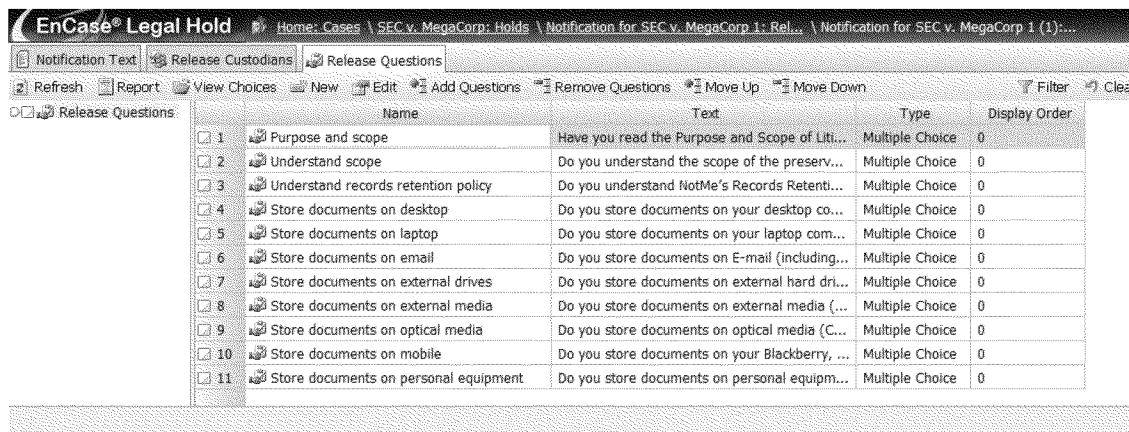 EnCase® Legal Hold Home: Cases \ SEC v. MegaCorp: Holds \ Notification for SEC v. MegaCorp 1: Rel... \ Notification for SEC v. MegaCorp 1 (1):...
Notification Text Release Custodians Release Questions
Refresh Report View Choices New Edit Add Questions Remove Questions Move Up Move Down Filter Clea
Release Questions Name Text Type Display Order
1 Purpose and scope Have you read the Purpose and Scope of Liti... Multiple Choice 0
2 Understand scope Do you understand the scope of the preserv... Multiple Choice 0
3 Understand records retention policy Do you understand NotMe's Records Retenti... Multiple Choice 0
4 Store documents on desktop Do you store documents on your desktop co... Multiple Choice 0
5 Store documents on laptop Do you store documents on your laptop com... Multiple Choice 0
6 Store documents on email Do you store documents on E-mail (including... Multiple Choice 0
7 Store documents on external drives Do you store documents on external hard dri... Multiple Choice 0
8 Store documents on external media Do you store documents on external media (... Multiple Choice 0
9 Store documents on optical media Do you store documents on optical media (C... Multiple Choice 0
10 Store documents on mobile Do you store documents on your Blackberry, ... Multiple Choice 0
11 Store documents on personal equipment Do you store documents on personal equipm... Multiple Choice 0